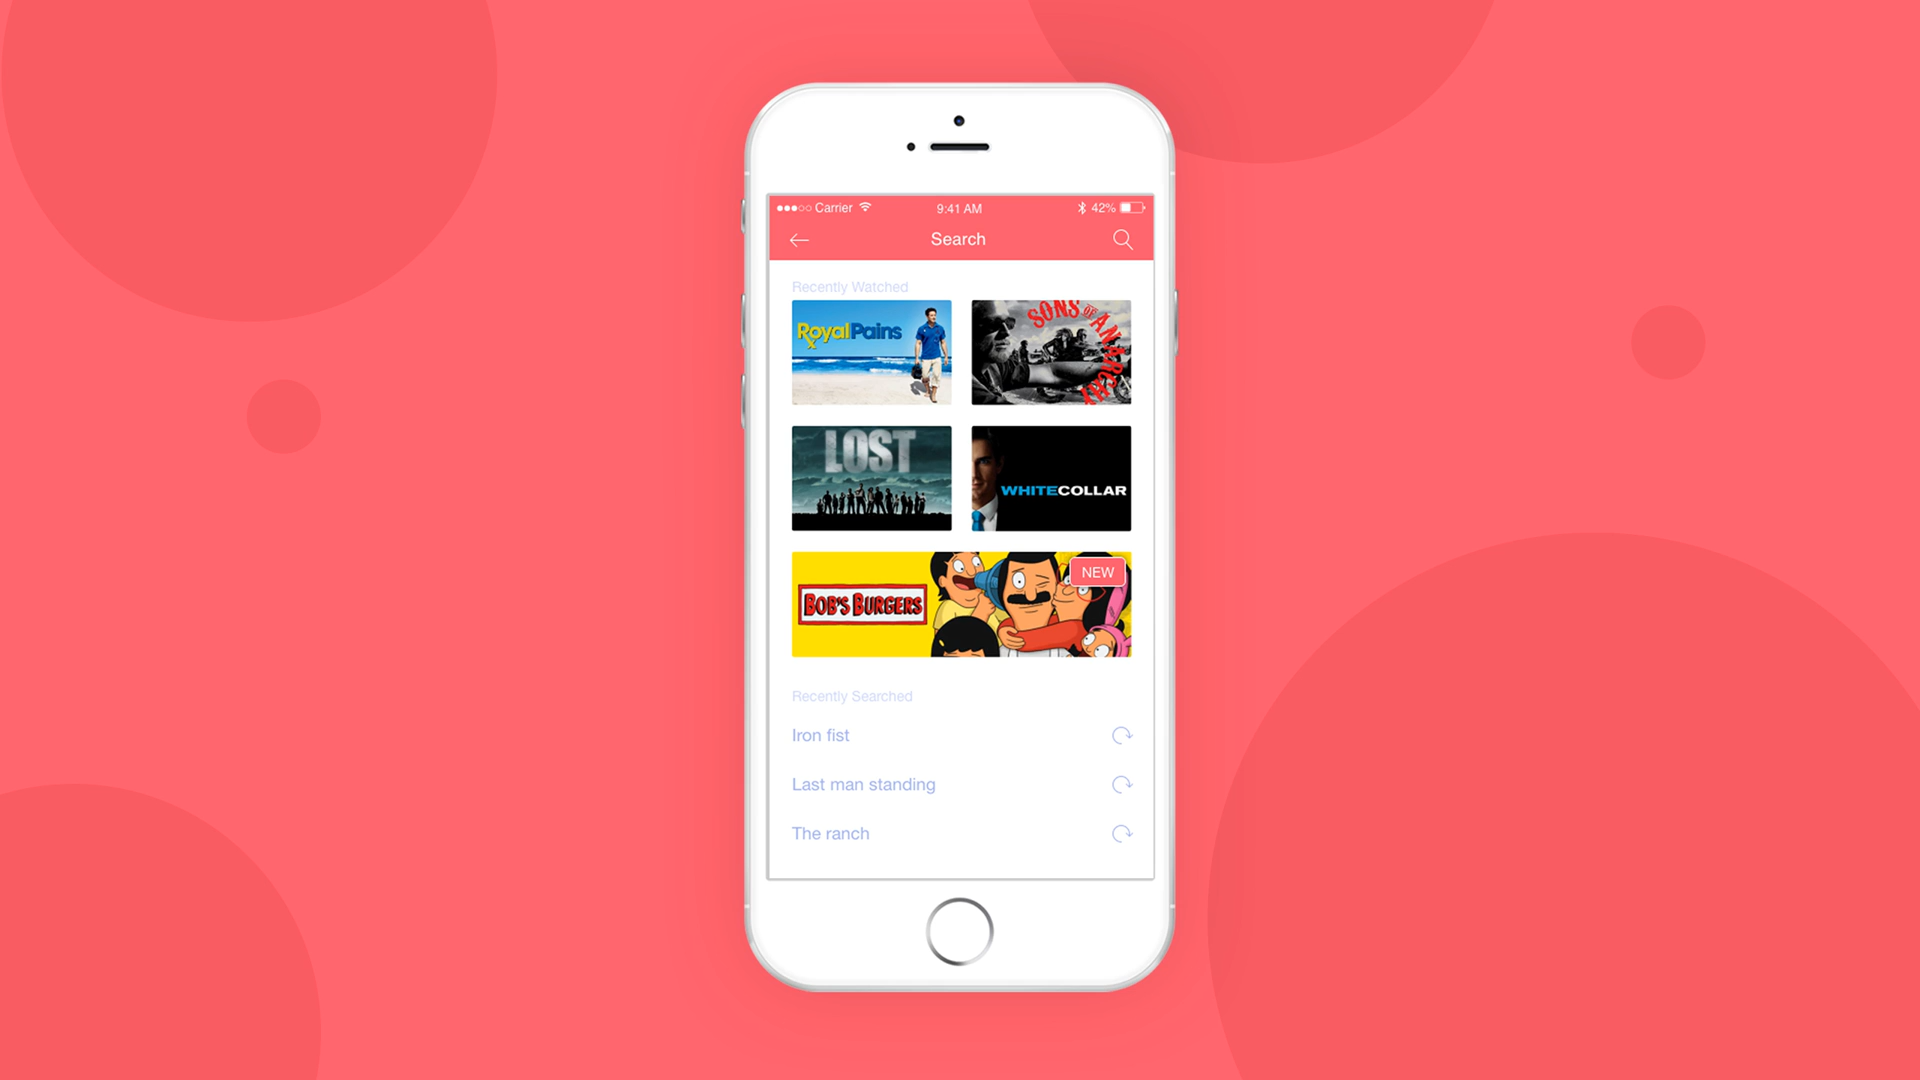 Carrier 9:41 AM 42%
Search
Recently Watched
RoyalPains
SONS OF ANARCHY
LOST
WHITECOLLAR
NEW
BOB'S BURGERS
Recently Searched
Iron fist
Last man standing
The ranch